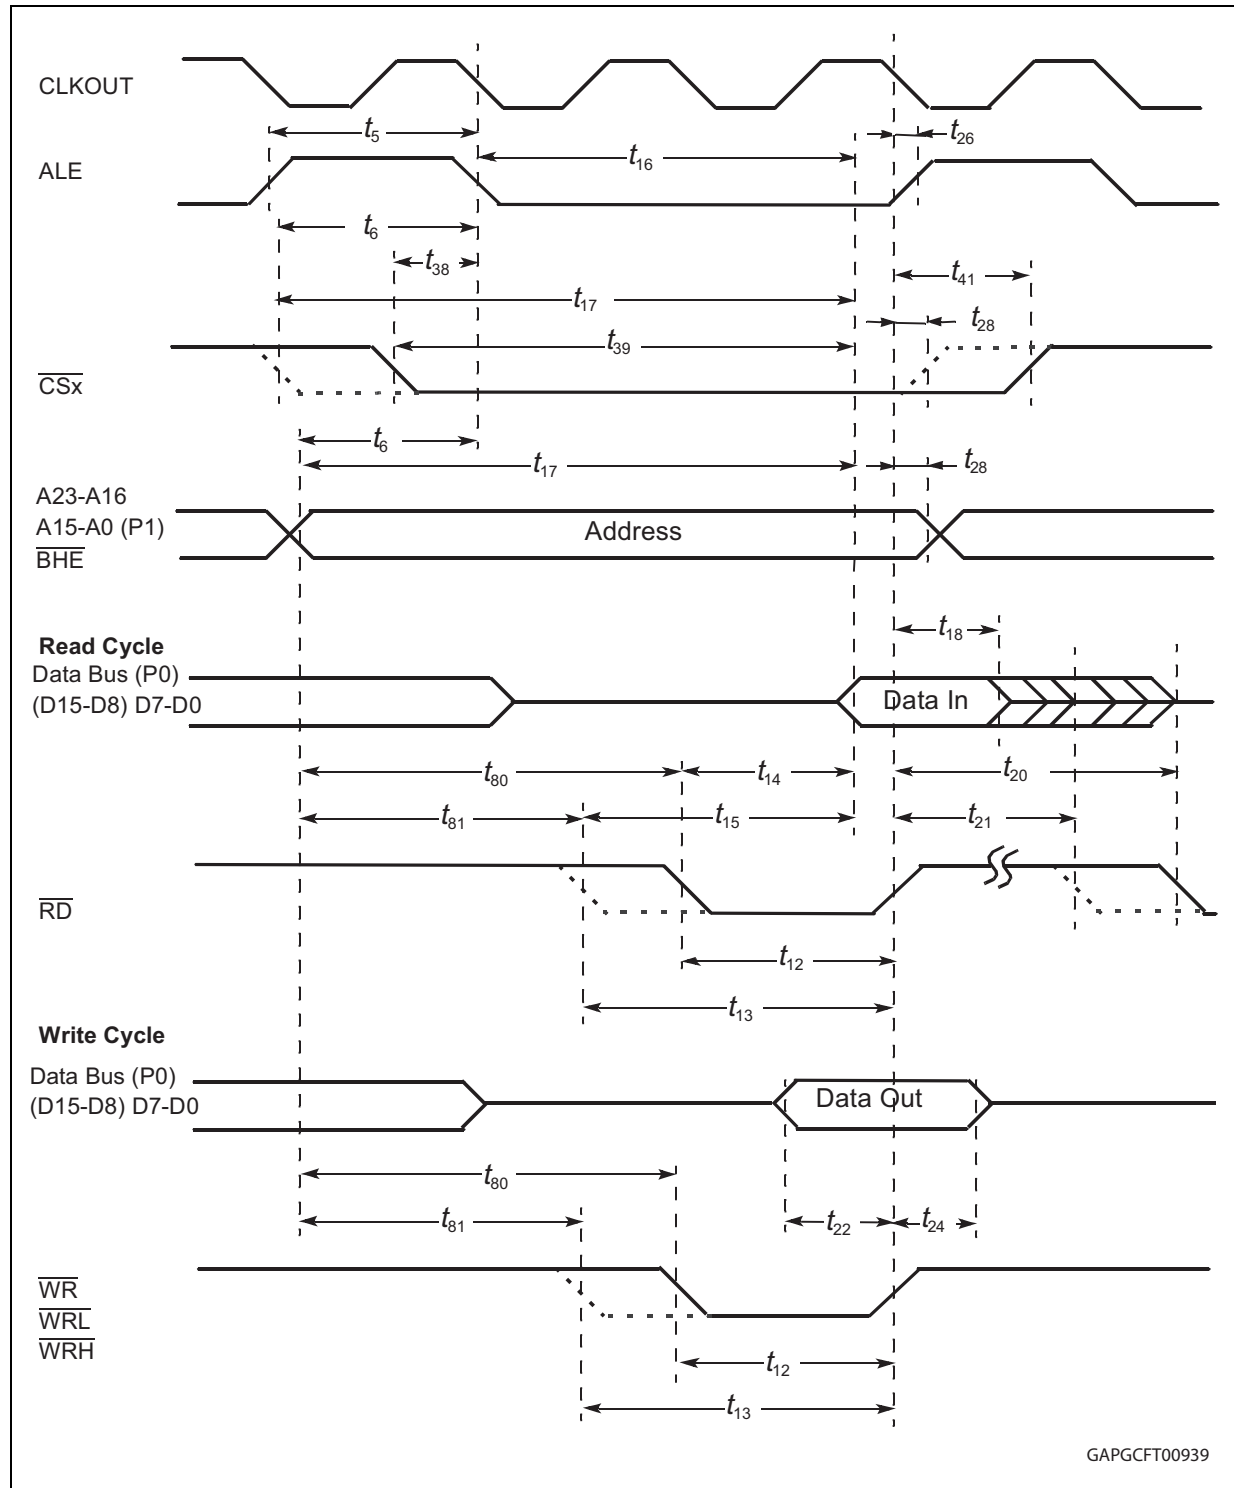 CLKOUT
t5
t26
t16
ALE
t6
t38
t41
t17
t28
t39
CSx
t6
t17
t28
A23-A16
A15-A0 (P1)
Address
BHE
t18
Read Cycle
Data Bus (P0)
(D15-D8) D7-D0
Data In
t80
t14
t20
t81
t15
t21
RD
t12
t13
Write Cycle
Data Bus (P0)
(D15-D8) D7-D0
Data Out
t80
t81
t22
t24
WR
WRL
WRH
t12
t13
GAPGCFT00939